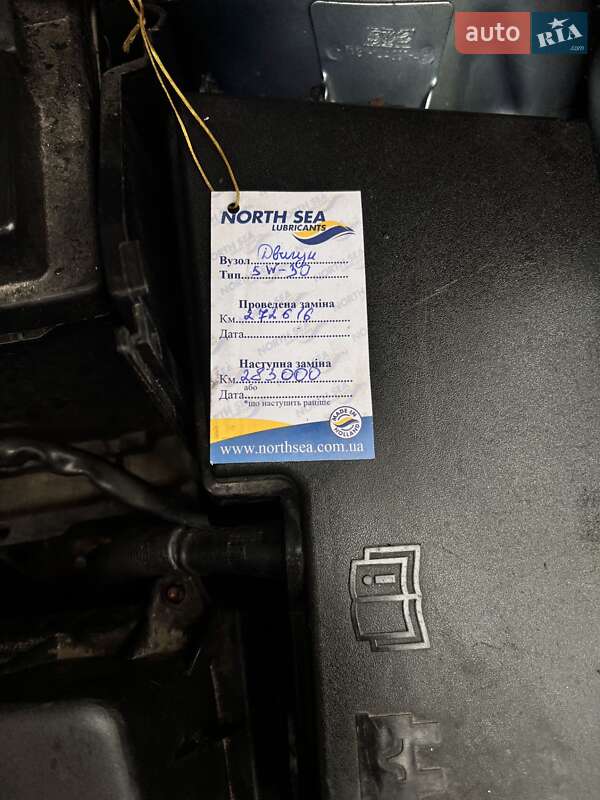 auto RIA .com
NORTH SEA
LUBRICANTS
Вузол Двигун
Тип 5W-30
Проведена заміна
Км. 272616
Дата
Наступна заміна
Км. 283000
або
Дата
*що наступить раніше
MADE IN HOLLAND
www.northsea.com.ua